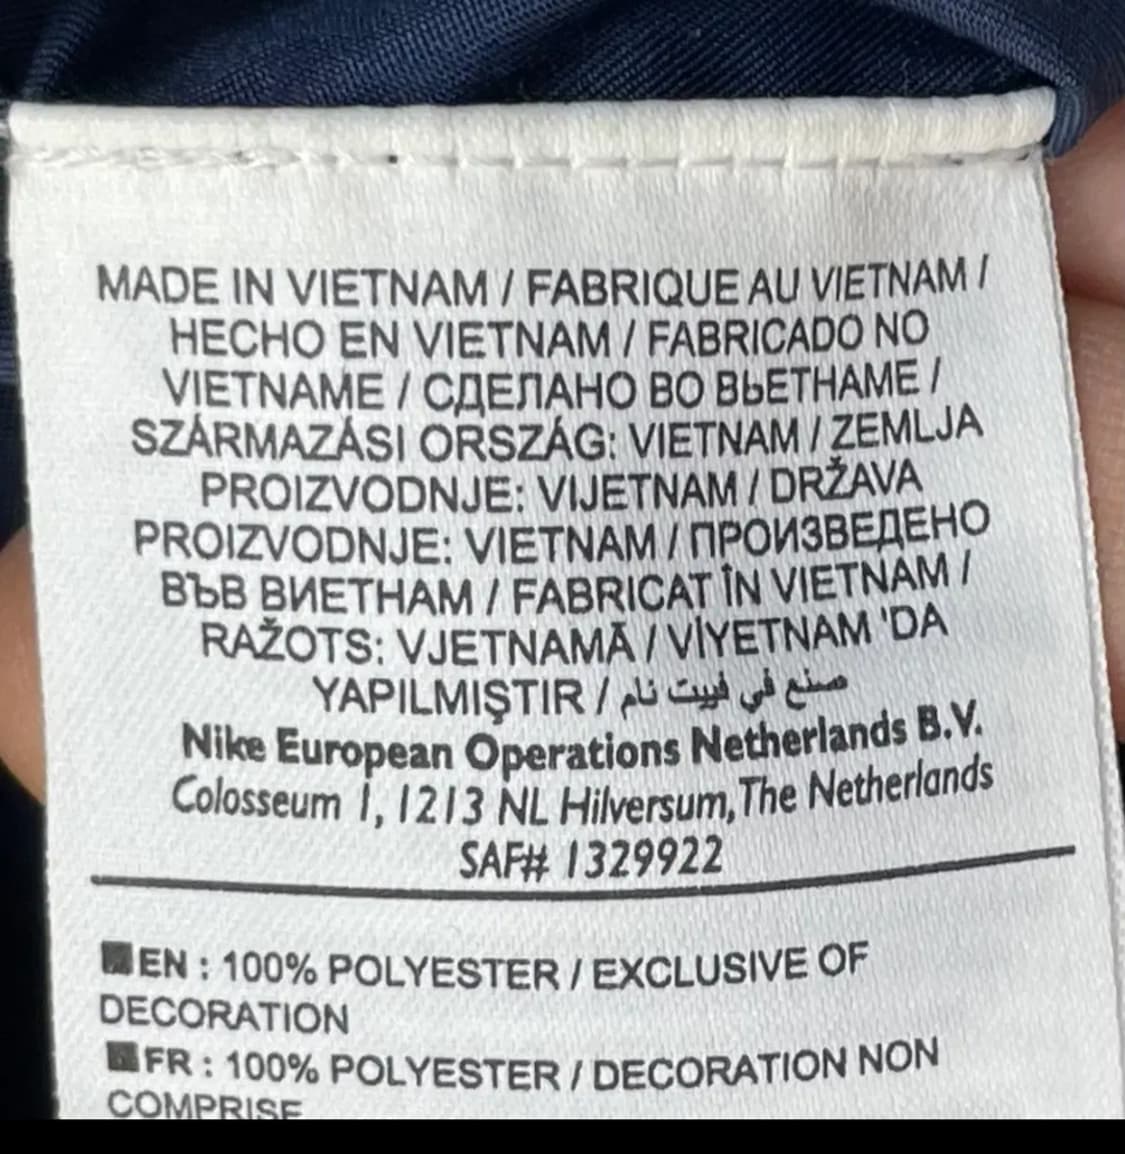 MADE IN VIETNAM / FABRIQUE AU VIETNAM /
HECHO EN VIETNAM / FABRICADO NO
VIETNAME / СДЕЛАНО ВО ВЬЕТНАМЕ /
SZÁRMAZÁSI ORSZÁG: VIETNAM / ZEMLJA
PROIZVODNJE: VIJETNAM / DRŽAVA
PROIZVODNJE: VIETNAM / ПРОИЗВЕДЕНО
ВЪВ ВИЕТНАМ / FABRICAT ÎN VIETNAM /
RAŽOTS: VJETNAMĀ / VİYETNAM 'DA
YAPILMIŞTIR / صنع في فييت نام
Nike European Operations Netherlands B.V.
Colosseum 1, 1213 NL Hilversum, The Netherlands
SAF# 1329922
EN : 100% POLYESTER / EXCLUSIVE OF
DECORATION
FR : 100% POLYESTER / DECORATION NON
COMPRISE